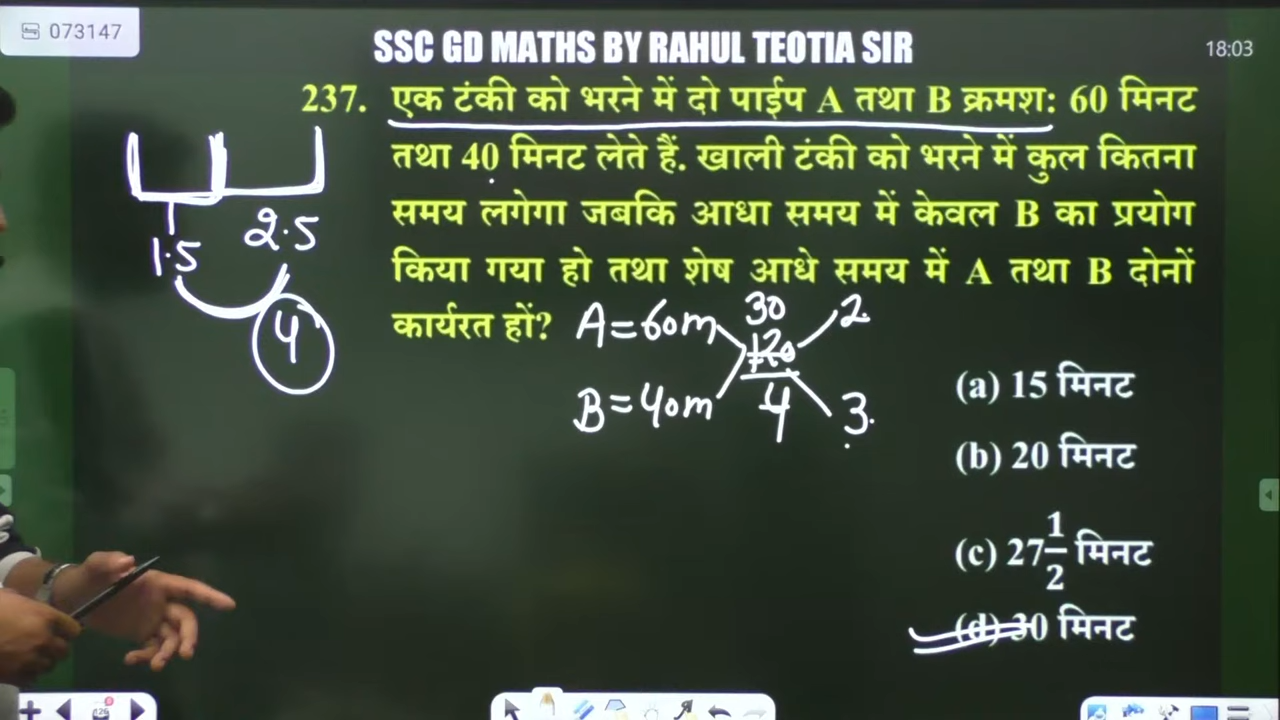 073147
SSC GD MATHS BY RAHUL TEOTIA SIR
18:03
237. एक टंकी को भरने में दो पाईप A तथा B क्रमश: 60 मिनट
तथा 40 मिनट लेते हैं. खाली टंकी को भरने में कुल कितना
समय लगेगा जबकि आधा समय में केवल B का प्रयोग
किया गया हो तथा शेष आधे समय में A तथा B दोनों
कार्यरत हों?
1.5 2.5
4
A=60m 30 2
120
B=40m 4 3
(a) 15 मिनट
(b) 20 मिनट
(c) 27 1/2 मिनट
(d) 30 मिनट